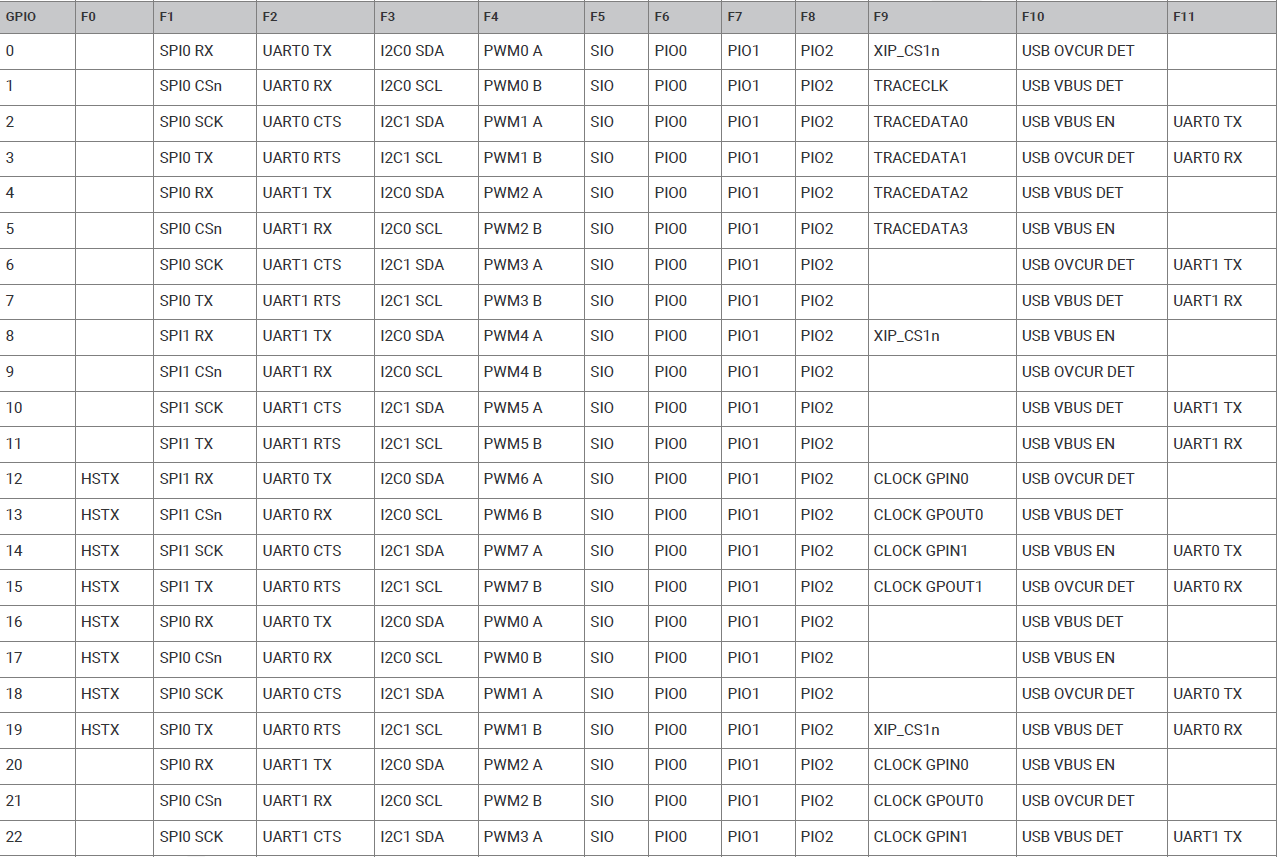 GPIO F0 F1 F2 F3 F4 F5 F6 F7 F8 F9 F10 F11
0 SPI0 RX UART0 TX I2C0 SDA PWM0 A SIO PIO0 PIO1 PIO2 XIP_CS1n USB OVCUR DET
1 SPI0 CSn UART0 RX I2C0 SCL PWM0 B SIO PIO0 PIO1 PIO2 TRACECLK USB VBUS DET
2 SPI0 SCK UART0 CTS I2C1 SDA PWM1 A SIO PIO0 PIO1 PIO2 TRACEDATA0 USB VBUS EN UART0 TX
3 SPI0 TX UART0 RTS I2C1 SCL PWM1 B SIO PIO0 PIO1 PIO2 TRACEDATA1 USB OVCUR DET UART0 RX
4 SPI0 RX UART1 TX I2C0 SDA PWM2 A SIO PIO0 PIO1 PIO2 TRACEDATA2 USB VBUS DET
5 SPI0 CSn UART1 RX I2C0 SCL PWM2 B SIO PIO0 PIO1 PIO2 TRACEDATA3 USB VBUS EN
6 SPI0 SCK UART1 CTS I2C1 SDA PWM3 A SIO PIO0 PIO1 PIO2 USB OVCUR DET UART1 TX
7 SPI0 TX UART1 RTS I2C1 SCL PWM3 B SIO PIO0 PIO1 PIO2 USB VBUS DET UART1 RX
8 SPI1 RX UART1 TX I2C0 SDA PWM4 A SIO PIO0 PIO1 PIO2 XIP_CS1n USB VBUS EN
9 SPI1 CSn UART1 RX I2C0 SCL PWM4 B SIO PIO0 PIO1 PIO2 USB OVCUR DET
10 SPI1 SCK UART1 CTS I2C1 SDA PWM5 A SIO PIO0 PIO1 PIO2 USB VBUS DET UART1 TX
11 SPI1 TX UART1 RTS I2C1 SCL PWM5 B SIO PIO0 PIO1 PIO2 USB VBUS EN UART1 RX
12 HSTX SPI1 RX UART0 TX I2C0 SDA PWM6 A SIO PIO0 PIO1 PIO2 CLOCK GPIN0 USB OVCUR DET
13 HSTX SPI1 CSn UART0 RX I2C0 SCL PWM6 B SIO PIO0 PIO1 PIO2 CLOCK GPOUT0 USB VBUS DET
14 HSTX SPI1 SCK UART0 CTS I2C1 SDA PWM7 A SIO PIO0 PIO1 PIO2 CLOCK GPIN1 USB VBUS EN UART0 TX
15 HSTX SPI1 TX UART0 RTS I2C1 SCL PWM7 B SIO PIO0 PIO1 PIO2 CLOCK GPOUT1 USB OVCUR DET UART0 RX
16 HSTX SPI0 RX UART0 TX I2C0 SDA PWM0 A SIO PIO0 PIO1 PIO2 USB VBUS DET
17 HSTX SPI0 CSn UART0 RX I2C0 SCL PWM0 B SIO PIO0 PIO1 PIO2 USB VBUS EN
18 HSTX SPI0 SCK UART0 CTS I2C1 SDA PWM1 A SIO PIO0 PIO1 PIO2 USB OVCUR DET UART0 TX
19 HSTX SPI0 TX UART0 RTS I2C1 SCL PWM1 B SIO PIO0 PIO1 PIO2 XIP_CS1n USB VBUS DET UART0 RX
20 SPI0 RX UART1 TX I2C0 SDA PWM2 A SIO PIO0 PIO1 PIO2 CLOCK GPIN0 USB VBUS EN
21 SPI0 CSn UART1 RX I2C0 SCL PWM2 B SIO PIO0 PIO1 PIO2 CLOCK GPOUT0 USB OVCUR DET
22 SPI0 SCK UART1 CTS I2C1 SDA PWM3 A SIO PIO0 PIO1 PIO2 CLOCK GPIN1 USB VBUS DET UART1 TX